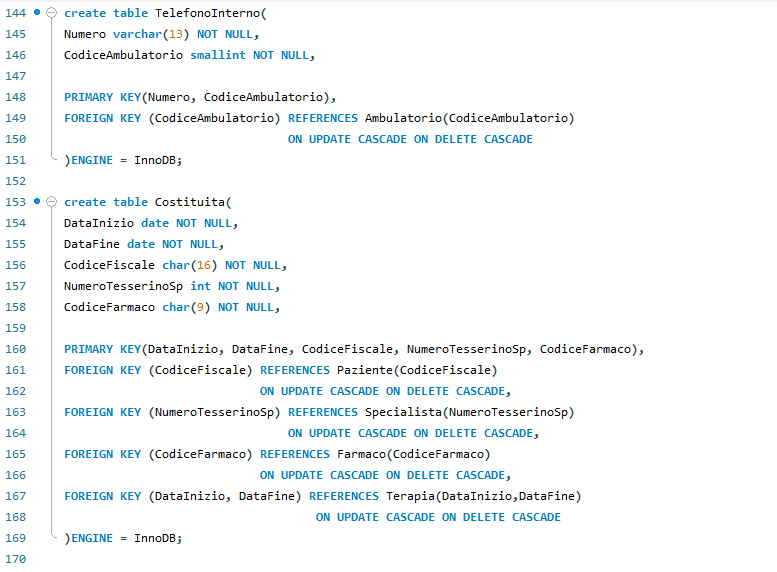 144 create table TelefonoInterno(
145 Numero varchar(13) NOT NULL,
146 CodiceAmbulatorio smallint NOT NULL,
147
148 PRIMARY KEY(Numero, CodiceAmbulatorio),
149 FOREIGN KEY (CodiceAmbulatorio) REFERENCES Ambulatorio(CodiceAmbulatorio)
150 ON UPDATE CASCADE ON DELETE CASCADE
151 )ENGINE = InnoDB;
152
153 create table Costituita(
154 DataInizio date NOT NULL,
155 DataFine date NOT NULL,
156 CodiceFiscale char(16) NOT NULL,
157 NumeroTesserinoSp int NOT NULL,
158 CodiceFarmaco char(9) NOT NULL,
159
160 PRIMARY KEY(DataInizio, DataFine, CodiceFiscale, NumeroTesserinoSp, CodiceFarmaco),
161 FOREIGN KEY (CodiceFiscale) REFERENCES Paziente(CodiceFiscale)
162 ON UPDATE CASCADE ON DELETE CASCADE,
163 FOREIGN KEY (NumeroTesserinoSp) REFERENCES Specialista(NumeroTesserinoSp)
164 ON UPDATE CASCADE ON DELETE CASCADE,
165 FOREIGN KEY (CodiceFarmaco) REFERENCES Farmaco(CodiceFarmaco)
166 ON UPDATE CASCADE ON DELETE CASCADE,
167 FOREIGN KEY (DataInizio, DataFine) REFERENCES Terapia(DataInizio,DataFine)
168 ON UPDATE CASCADE ON DELETE CASCADE
169 )ENGINE = InnoDB;
170